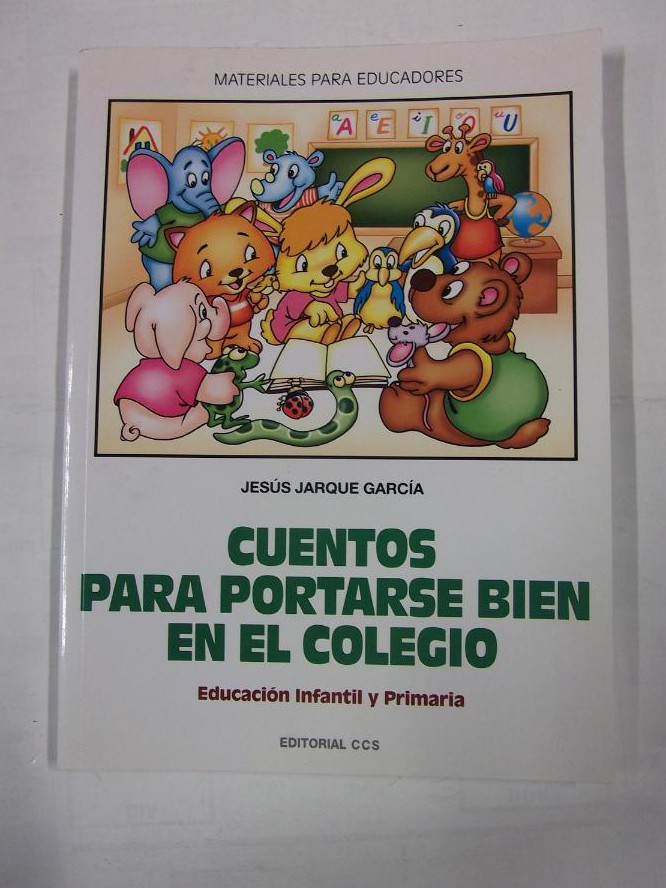 MATERIALES PARA EDUCADORES
a A e E i I o O u U
JESÚS JARQUE GARCÍA
CUENTOS
PARA PORTARSE BIEN
EN EL COLEGIO
Educación Infantil y Primaria
EDITORIAL CCS